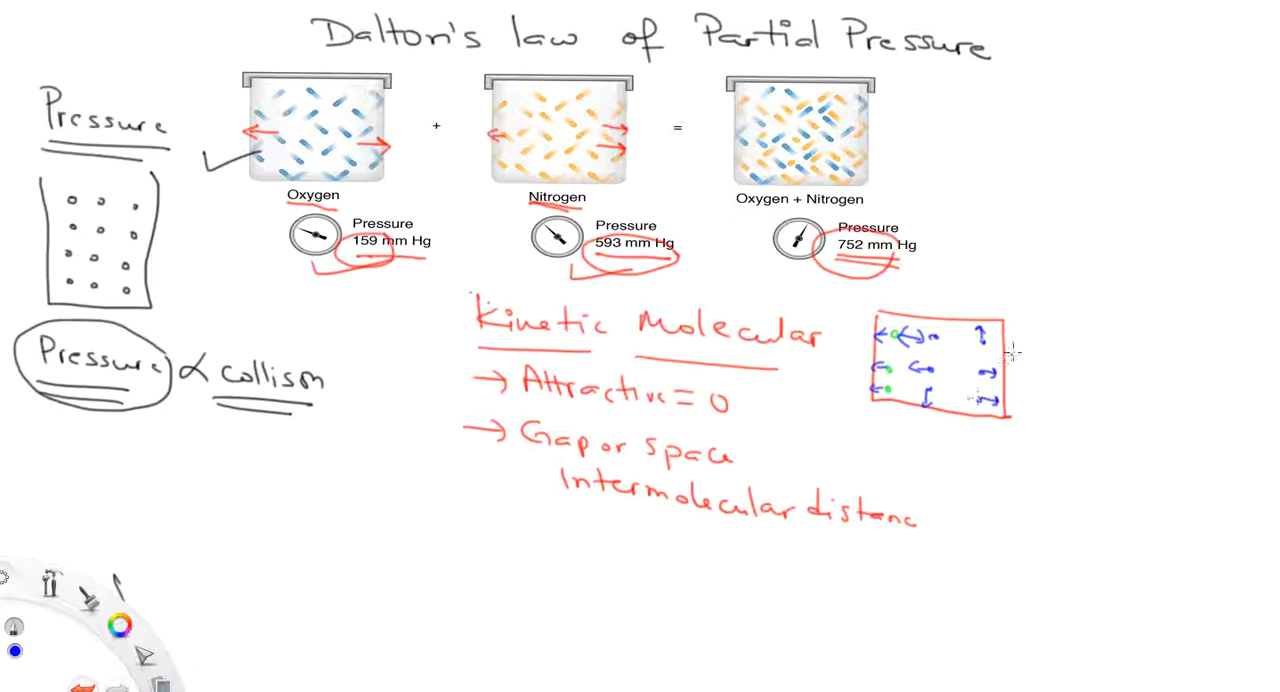 Dalton's law of Partial Pressure
Pressure
+
=
Oxygen
Nitrogen
Oxygen + Nitrogen
Pressure
159 mm Hg
Pressure
593 mm Hg
Pressure
752 mm Hg
Pressure ∝ collison
Kinetic Molecular
→ Attractive = 0
→ Gap or space
Intermolecular distanc